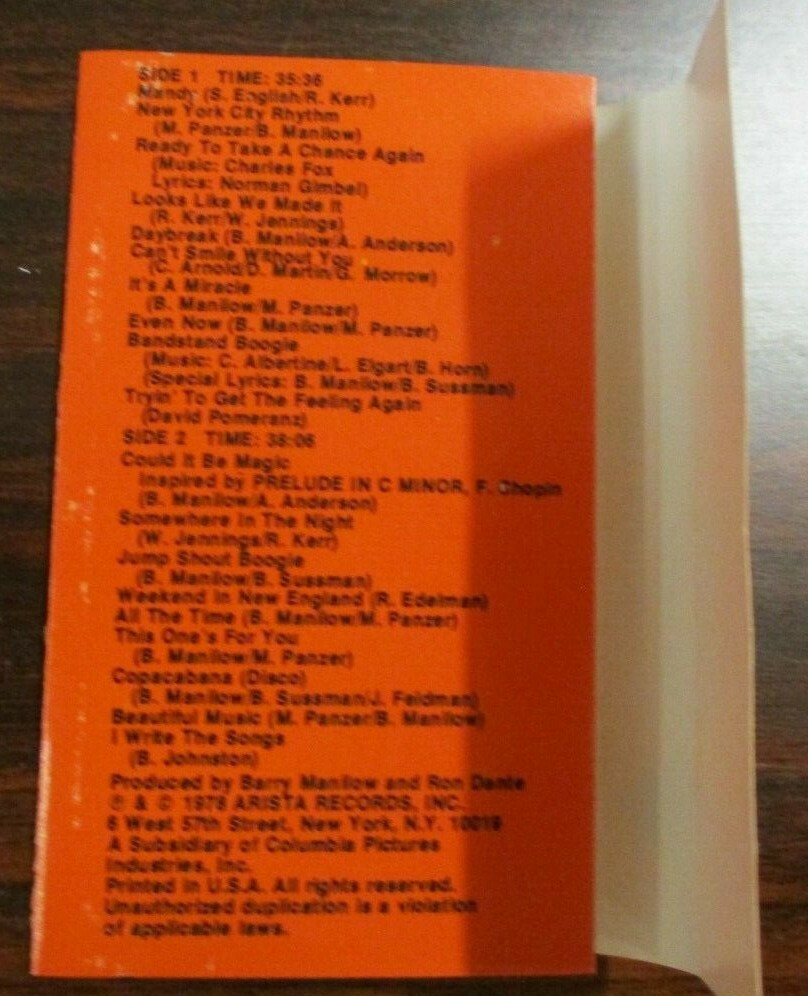 SIDE 1 TIME: 35:36
Mandy (S. English/R. Kerr)
New York City Rhythm
(M. Panzer/B. Manilow)
Ready To Take A Chance Again
(Music: Charles Fox
Lyrics: Norman Gimbel)
Looks Like We Made It
(R. Kerr/W. Jennings)
Daybreak (B. Manilow/A. Anderson)
Can't Smile Without You
(C. Arnold/D. Martin/G. Morrow)
It's A Miracle
(B. Manilow/M. Panzer)
Even Now (B. Manilow/M. Panzer)
Bandstand Boogie
(Music: C. Albertine/L. Elgart/B. Horn)
(Special Lyrics: B. Manilow/B. Sussman)
Tryin' To Get The Feeling Again
(David Pomeranz)
SIDE 2 TIME: 38:06
Could It Be Magic
Inspired by PRELUDE IN C MINOR, F. Chopin
(B. Manilow/A. Anderson)
Somewhere In The Night
(W. Jennings/R. Kerr)
Jump Shout Boogie
(B. Manilow/B. Sussman)
Weekend In New England (R. Edelman)
All The Time (B. Manilow/M. Panzer)
This One's For You
(B. Manilow/M. Panzer)
Copacabana (Disco)
(B. Manilow/B. Sussman/J. Feldman)
Beautiful Music (M. Panzer/B. Manilow)
I Write The Songs
(B. Johnston)
Produced by Barry Manilow and Ron Dante
℗ & © 1978 ARISTA RECORDS, INC.
6 West 57th Street, New York, N.Y. 10019
A Subsidiary of Columbia Pictures
Industries, Inc.
Printed in U.S.A. All rights reserved.
Unauthorized duplication is a violation
of applicable laws.